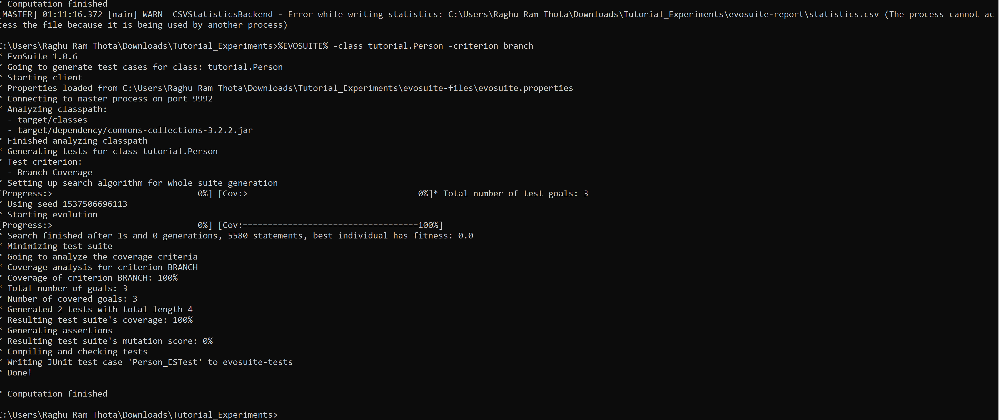 * Computation finished
[MASTER] 01:11:16.372 [main] WARN  CSVStatisticsBackend - Error while writing statistics: C:\Users\Raghu Ram Thota\Downloads\Tutorial_Experiments\evosuite-report\statistics.csv (The process cannot ac
cess the file because it is being used by another process)
C:\Users\Raghu Ram Thota\Downloads\Tutorial_Experiments>%EVOSUITE% -class tutorial.Person -criterion branch
* EvoSuite 1.0.6
* Going to generate test cases for class: tutorial.Person
* Starting client
* Properties loaded from C:\Users\Raghu Ram Thota\Downloads\Tutorial_Experiments\evosuite-files\evosuite.properties
* Connecting to master process on port 9992
* Analyzing classpath:
  - target/classes
  - target/dependency/commons-collections-3.2.2.jar
* Finished analyzing classpath
* Generating tests for class tutorial.Person
* Test criterion:
  - Branch Coverage
* Setting up search algorithm for whole suite generation
[Progress:>                             0%] [Cov:>                                  0%]* Total number of test goals: 3
* Using seed 1537506696113
* Starting evolution
[Progress:>                             0%] [Cov:===================================100%]
* Search finished after 1s and 0 generations, 5580 statements, best individual has fitness: 0.0
* Minimizing test suite
* Going to analyze the coverage criteria
* Coverage analysis for criterion BRANCH
* Coverage of criterion BRANCH: 100%
* Total number of goals: 3
* Number of covered goals: 3
* Generated 2 tests with total length 4
* Resulting test suite's coverage: 100%
* Generating assertions
* Resulting test suite's mutation score: 0%
* Compiling and checking tests
* Writing JUnit test case 'Person_ESTest' to evosuite-tests
* Done!
* Computation finished
C:\Users\Raghu Ram Thota\Downloads\Tutorial_Experiments>